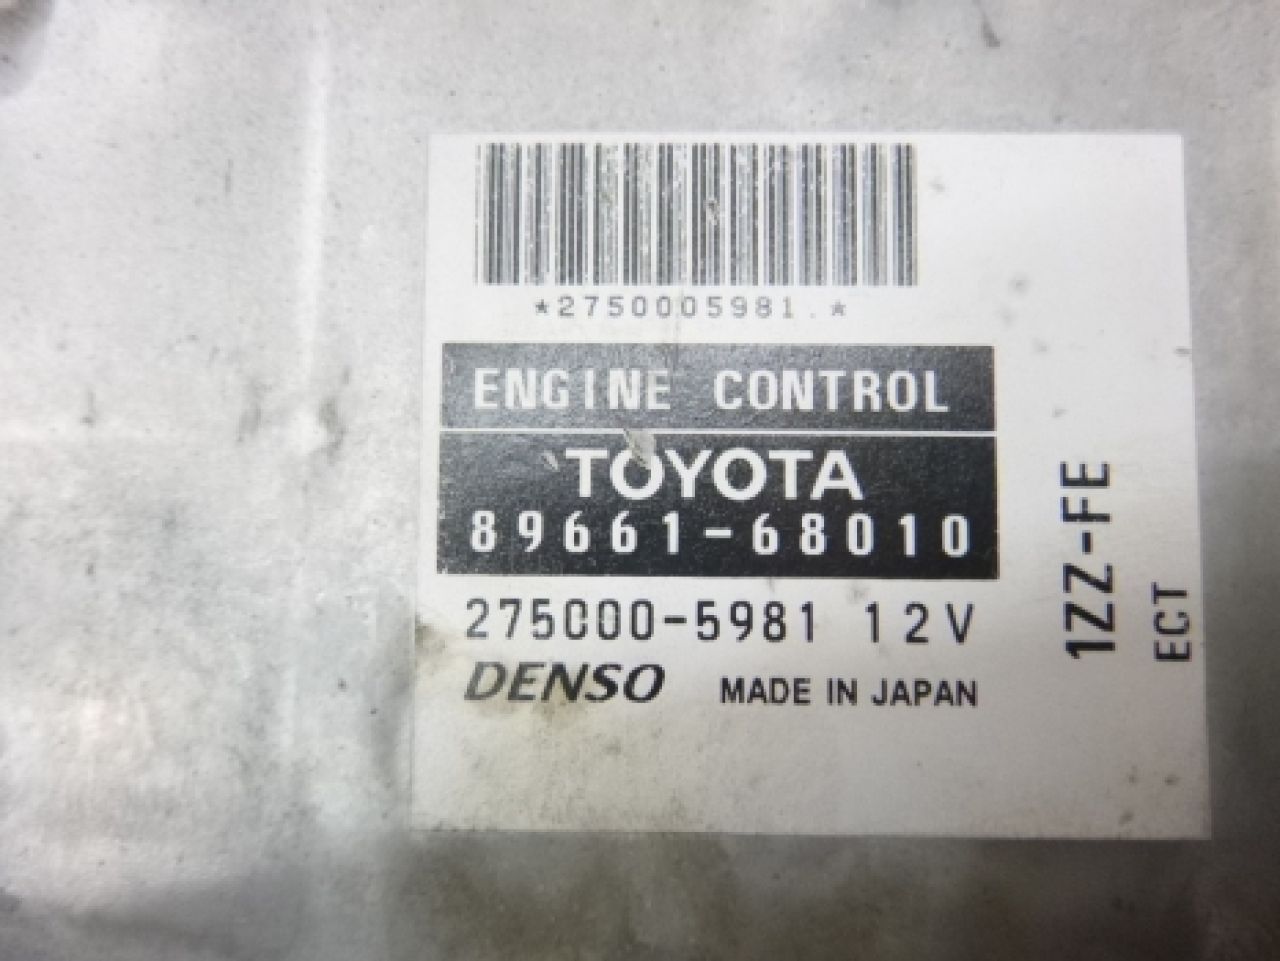 *2750005981.*
ENGINE CONTROL
TOYOTA
89661-68010
275000-5981 12V
DENSO MADE IN JAPAN
1ZZ-FE
ECT